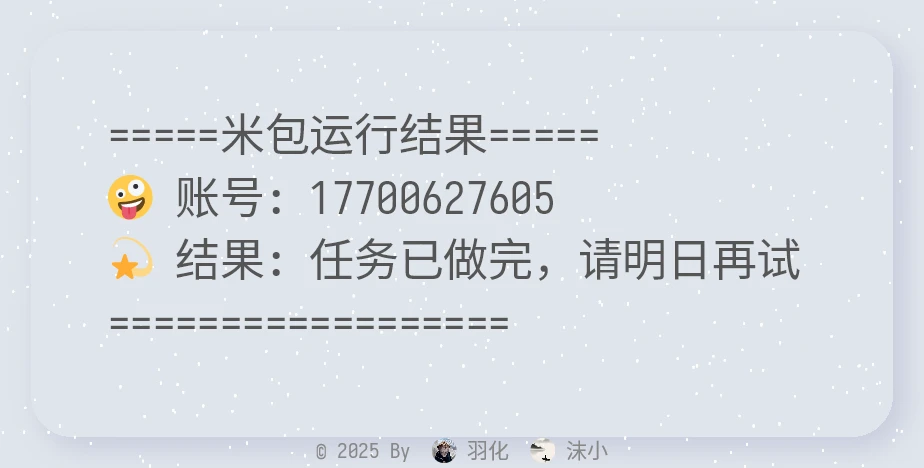 =====米包运行结果=====
🤪 账号：17700627605
💫 结果：任务已做完，请明日再试
==================
© 2025 By 羽化 沫小